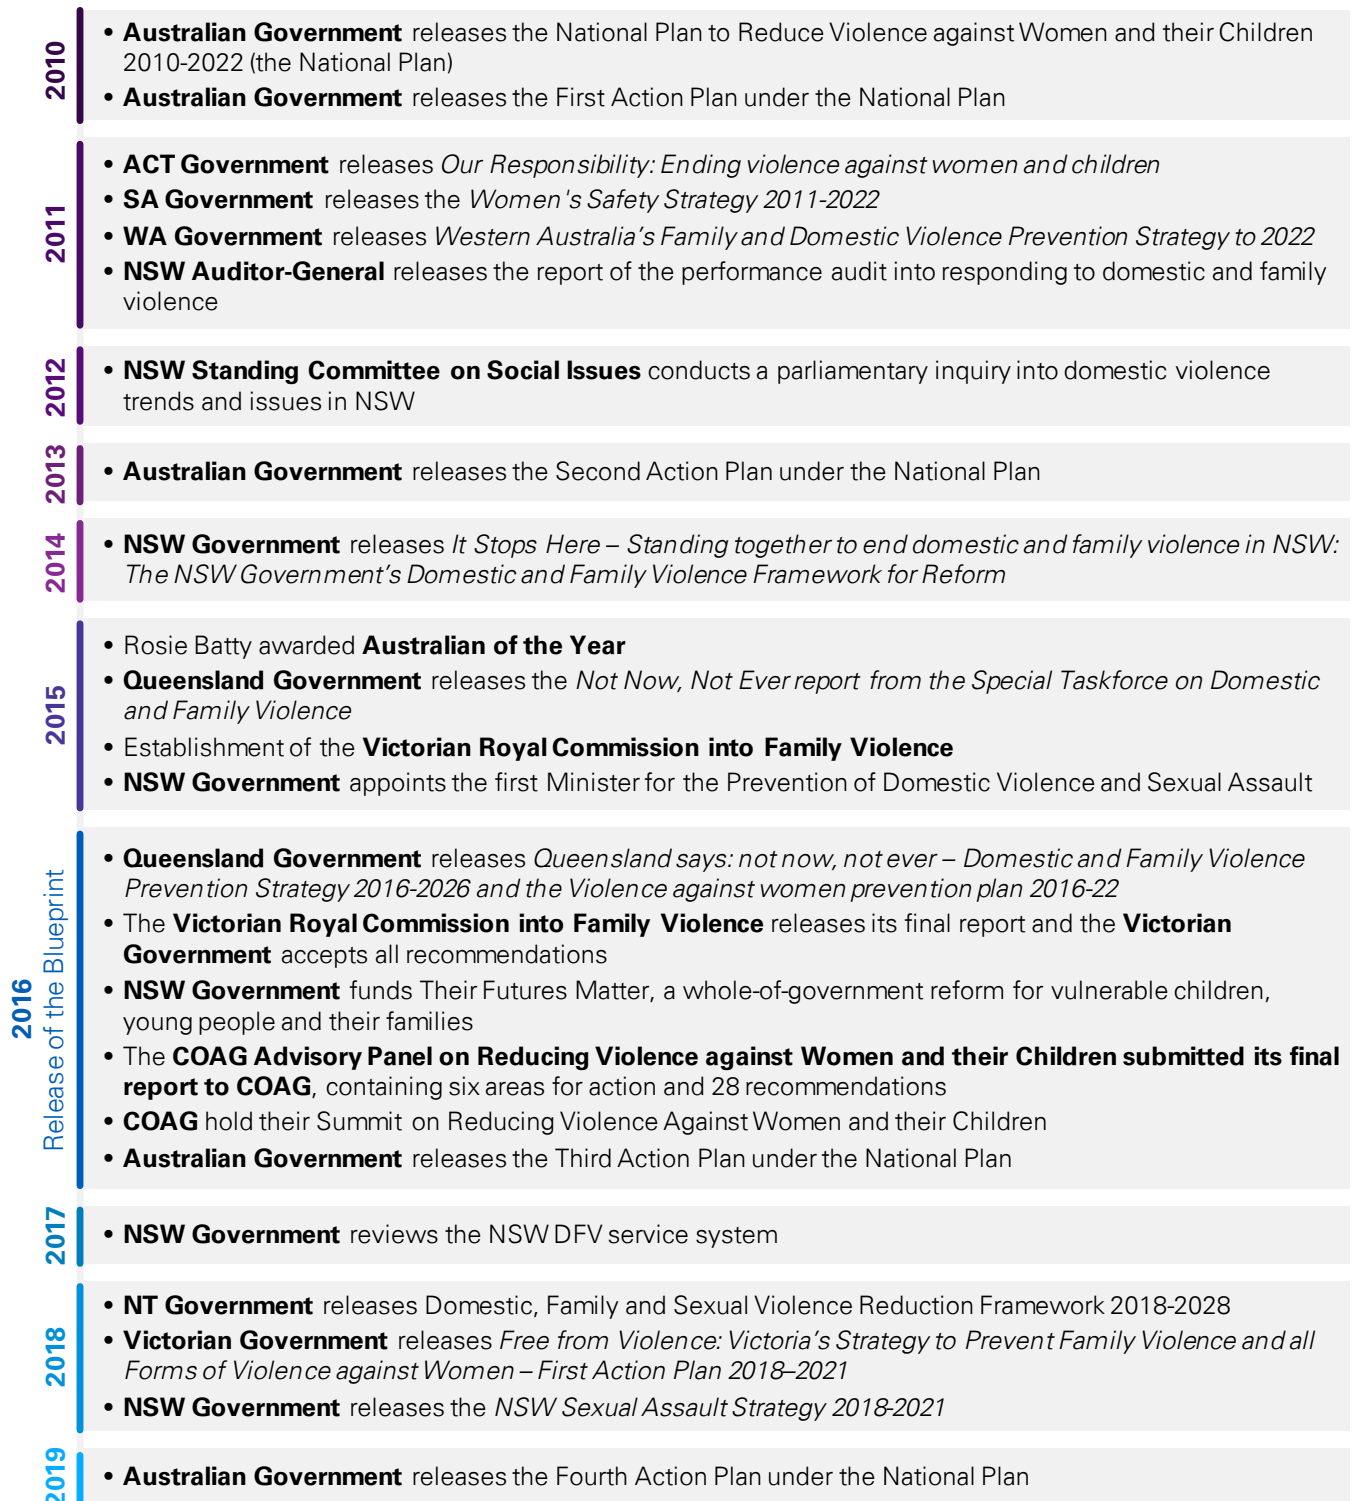 2010
• Australian Government releases the National Plan to Reduce Violence against Women and their Children
2010-2022 (the National Plan)
• Australian Government releases the First Action Plan under the National Plan
2011
• ACT Government releases Our Responsibility: Ending violence against women and children
• SA Government releases the Women's Safety Strategy 2011-2022
• WA Government releases Western Australia’s Family and Domestic Violence Prevention Strategy to 2022
• NSW Auditor-General releases the report of the performance audit into responding to domestic and family
violence
2012
• NSW Standing Committee on Social Issues conducts a parliamentary inquiry into domestic violence
trends and issues in NSW
2013
• Australian Government releases the Second Action Plan under the National Plan
2014
• NSW Government releases It Stops Here – Standing together to end domestic and family violence in NSW:
The NSW Government’s Domestic and Family Violence Framework for Reform
2015
• Rosie Batty awarded Australian of the Year
• Queensland Government releases the Not Now, Not Ever report from the Special Taskforce on Domestic
and Family Violence
• Establishment of the Victorian Royal Commission into Family Violence
• NSW Government appoints the first Minister for the Prevention of Domestic Violence and Sexual Assault
2016
Release of the Blueprint
• Queensland Government releases Queensland says: not now, not ever – Domestic and Family Violence
Prevention Strategy 2016-2026 and the Violence against women prevention plan 2016-22
• The Victorian Royal Commission into Family Violence releases its final report and the Victorian
Government accepts all recommendations
• NSW Government funds Their Futures Matter, a whole-of-government reform for vulnerable children,
young people and their families
• The COAG Advisory Panel on Reducing Violence against Women and their Children submitted its final
report to COAG, containing six areas for action and 28 recommendations
• COAG hold their Summit on Reducing Violence Against Women and their Children
• Australian Government releases the Third Action Plan under the National Plan
2017
• NSW Government reviews the NSW DFV service system
2018
• NT Government releases Domestic, Family and Sexual Violence Reduction Framework 2018-2028
• Victorian Government releases Free from Violence: Victoria’s Strategy to Prevent Family Violence and all
Forms of Violence against Women – First Action Plan 2018–2021
• NSW Government releases the NSW Sexual Assault Strategy 2018-2021
2019
• Australian Government releases the Fourth Action Plan under the National Plan